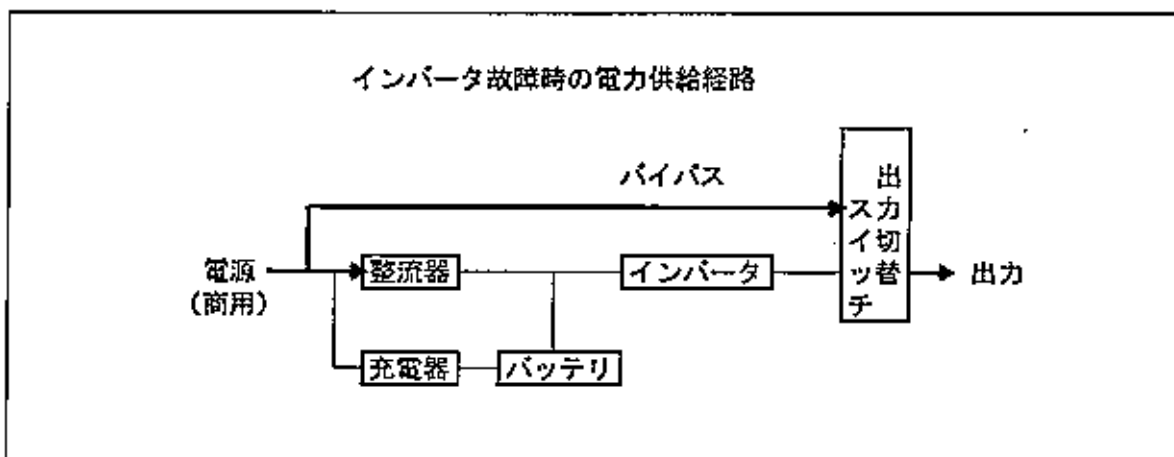 インバータ故障時の電力供給経路
バイパス
出力切替
スイッチ
電源
(商用)
整流器
インバータ
出力
充電器
バッテリ